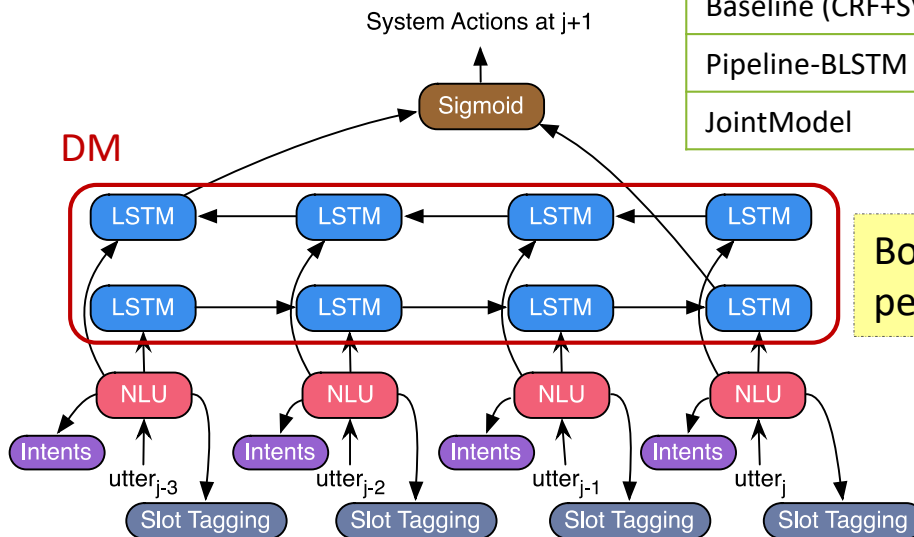 System Actions at j+1
Baseline (CRF+
Pipeline-BLSTM
JointModel
Sigmoid
DM
LSTM LSTM LSTM LSTM
LSTM LSTM LSTM LSTM
NLU NLU NLU NLU
Intents Intents Intents Intents
utterj-3 utterj-2 utterj-1 utterj
Slot Tagging Slot Tagging Slot Tagging Slot Tagging